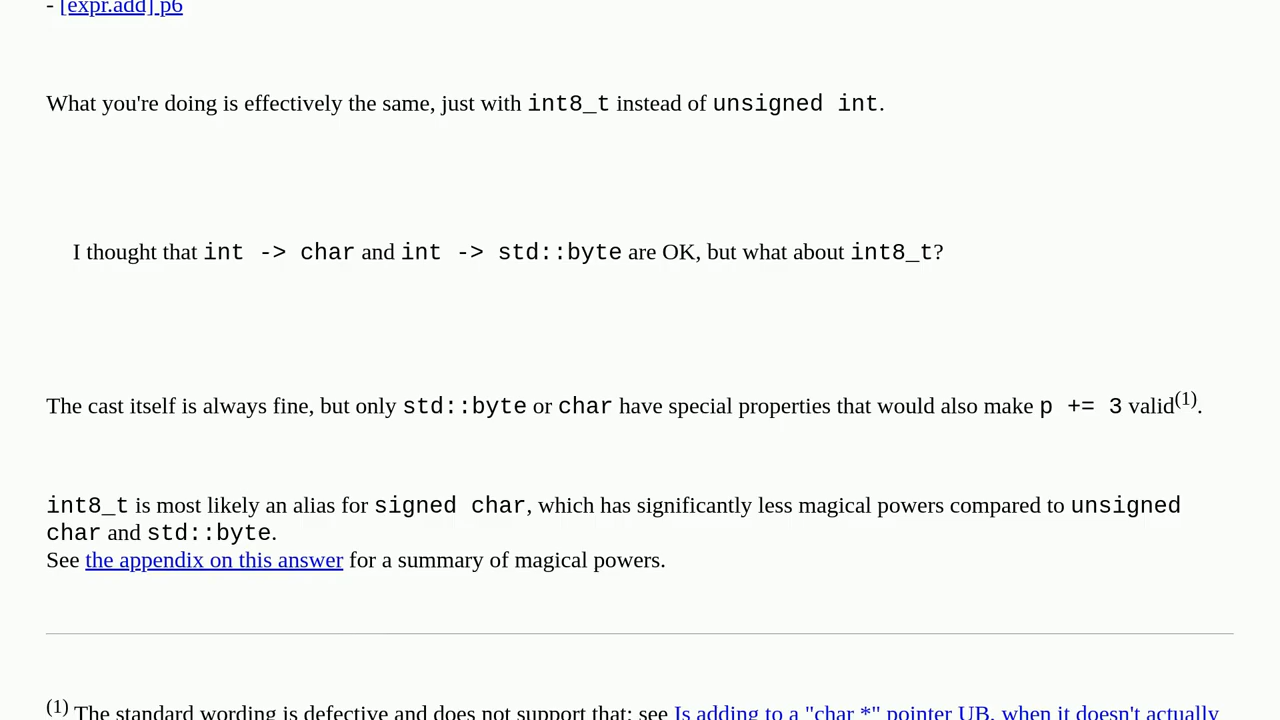 - [expr.add] p6
What you're doing is effectively the same, just with int8_t instead of unsigned int.
I thought that int -> char and int -> std::byte are OK, but what about int8_t?
The cast itself is always fine, but only std::byte or char have special properties that would also make p += 3 valid(1).
int8_t is most likely an alias for signed char, which has significantly less magical powers compared to unsigned
char and std::byte.
See the appendix on this answer for a summary of magical powers.
(1) The standard wording is defective and does not support that; see Is adding to a "char *" pointer UB, when it doesn't actually